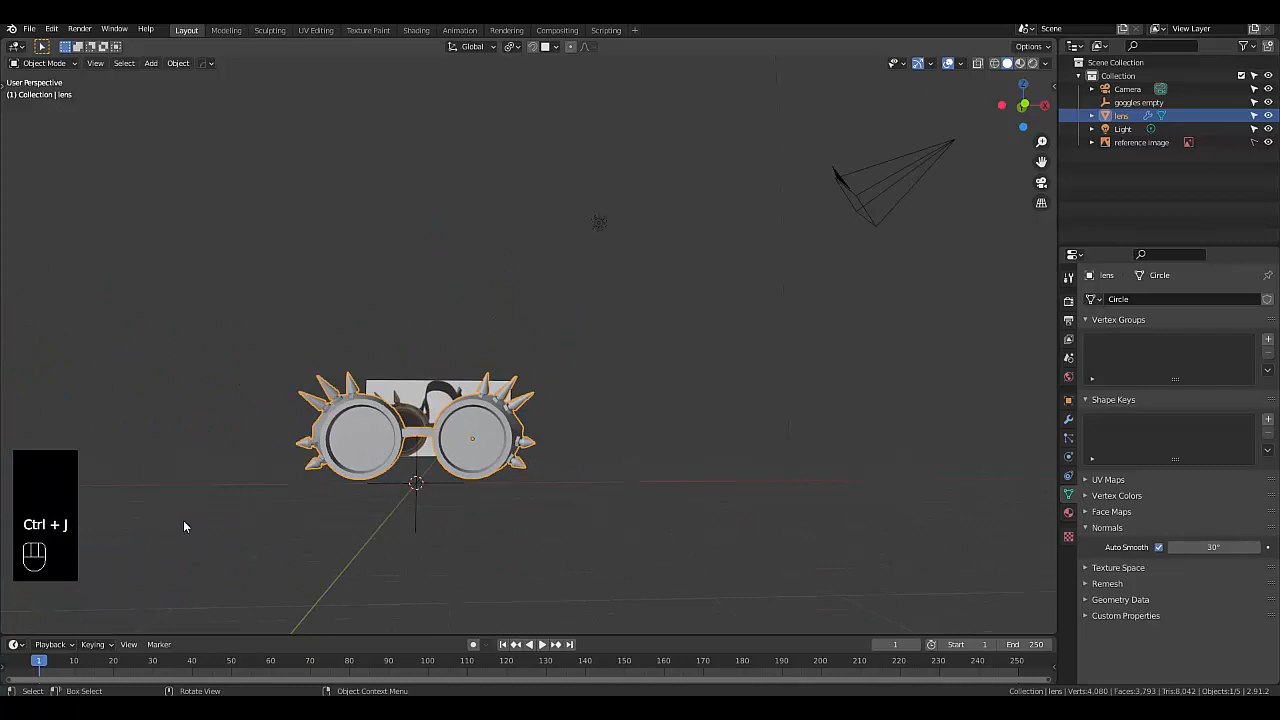 File Edit Render Window Help Layout Modeling Sculpting UV Editing Texture Paint Shading Animation Rendering Compositing Scripting Scene View Layer
Global Options
Object Mode View Select Add Object
User Perspective
(1) Collection | lens
Scene Collection
Collection
Camera
goggles empty
lens
Light
reference image
lens Circle
Circle
Vertex Groups
Shape Keys
UV Maps
Vertex Colors
Face Maps
Normals
Auto Smooth 30°
Texture Space
Remesh
Geometry Data
Custom Properties
Ctrl + J
Playback Keying View Marker 1 Start 1 End 250
1 10 20 30 40 50 60 70 80 90 100 110 120 130 140 150 160 170 180 190 200 210 220 230 240 250
Select Box Select Rotate View Object Context Menu Collection | lens | Verts:4,080 | Faces:3,793 | Tris:8,042 | Objects:1/5 | 2.91.2